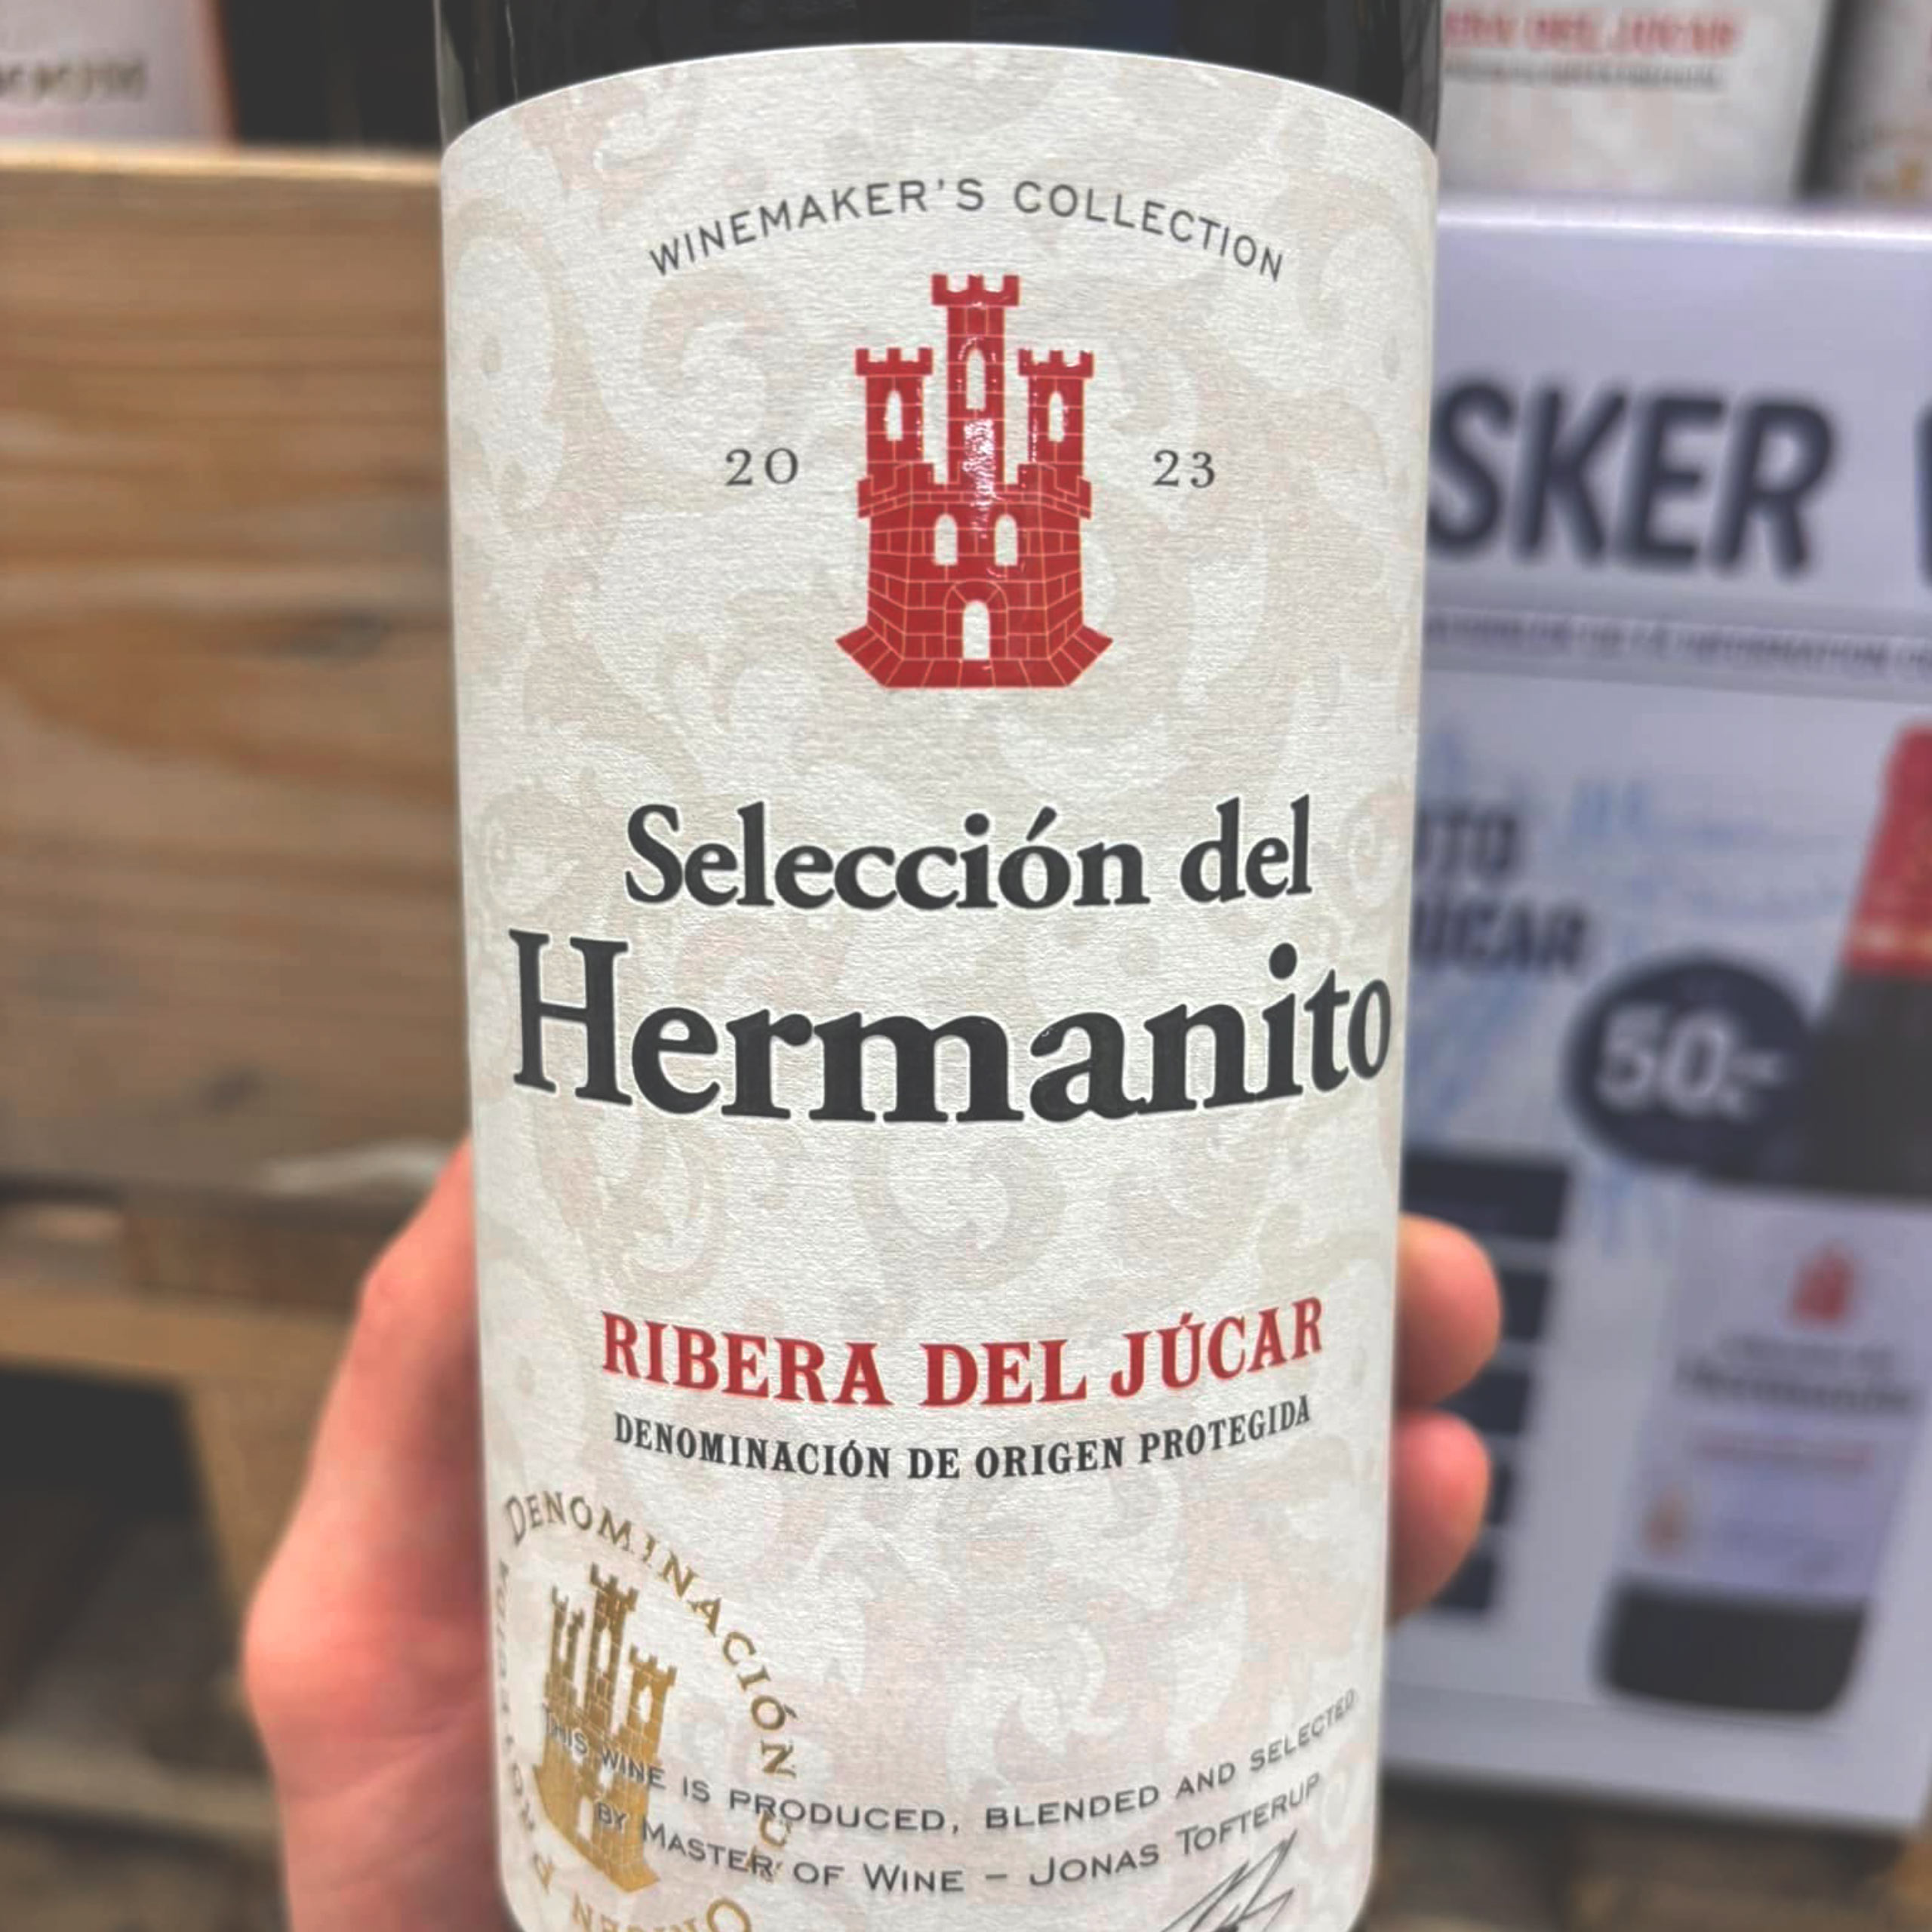 WINEMAKER'S COLLECTION
20 23
Selección del
Hermanito
RIBERA DEL JÚCAR
DENOMINACIÓN DE ORIGEN PROTEGIDA
DENOMINACIÓN
THIS WINE IS PRODUCED, BLENDED AND SELECTED
BY MASTER OF WINE – JONAS TOFTERUP
SKER
50.-